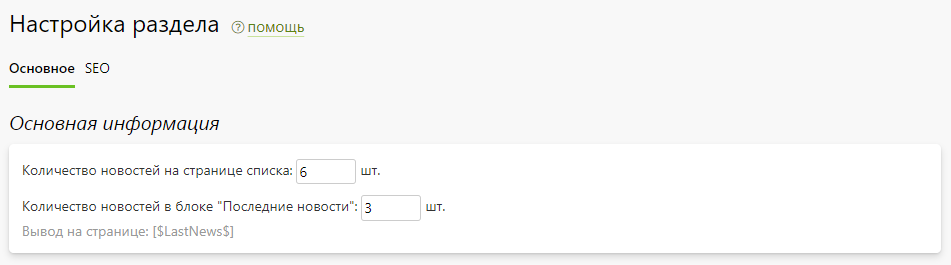 Настройка раздела ? помощь
Основное SEO
Основная информация
Количество новостей на странице списка: 6 шт.
Количество новостей в блоке "Последние новости": 3 шт.
Вывод на странице: [$LastNews$]